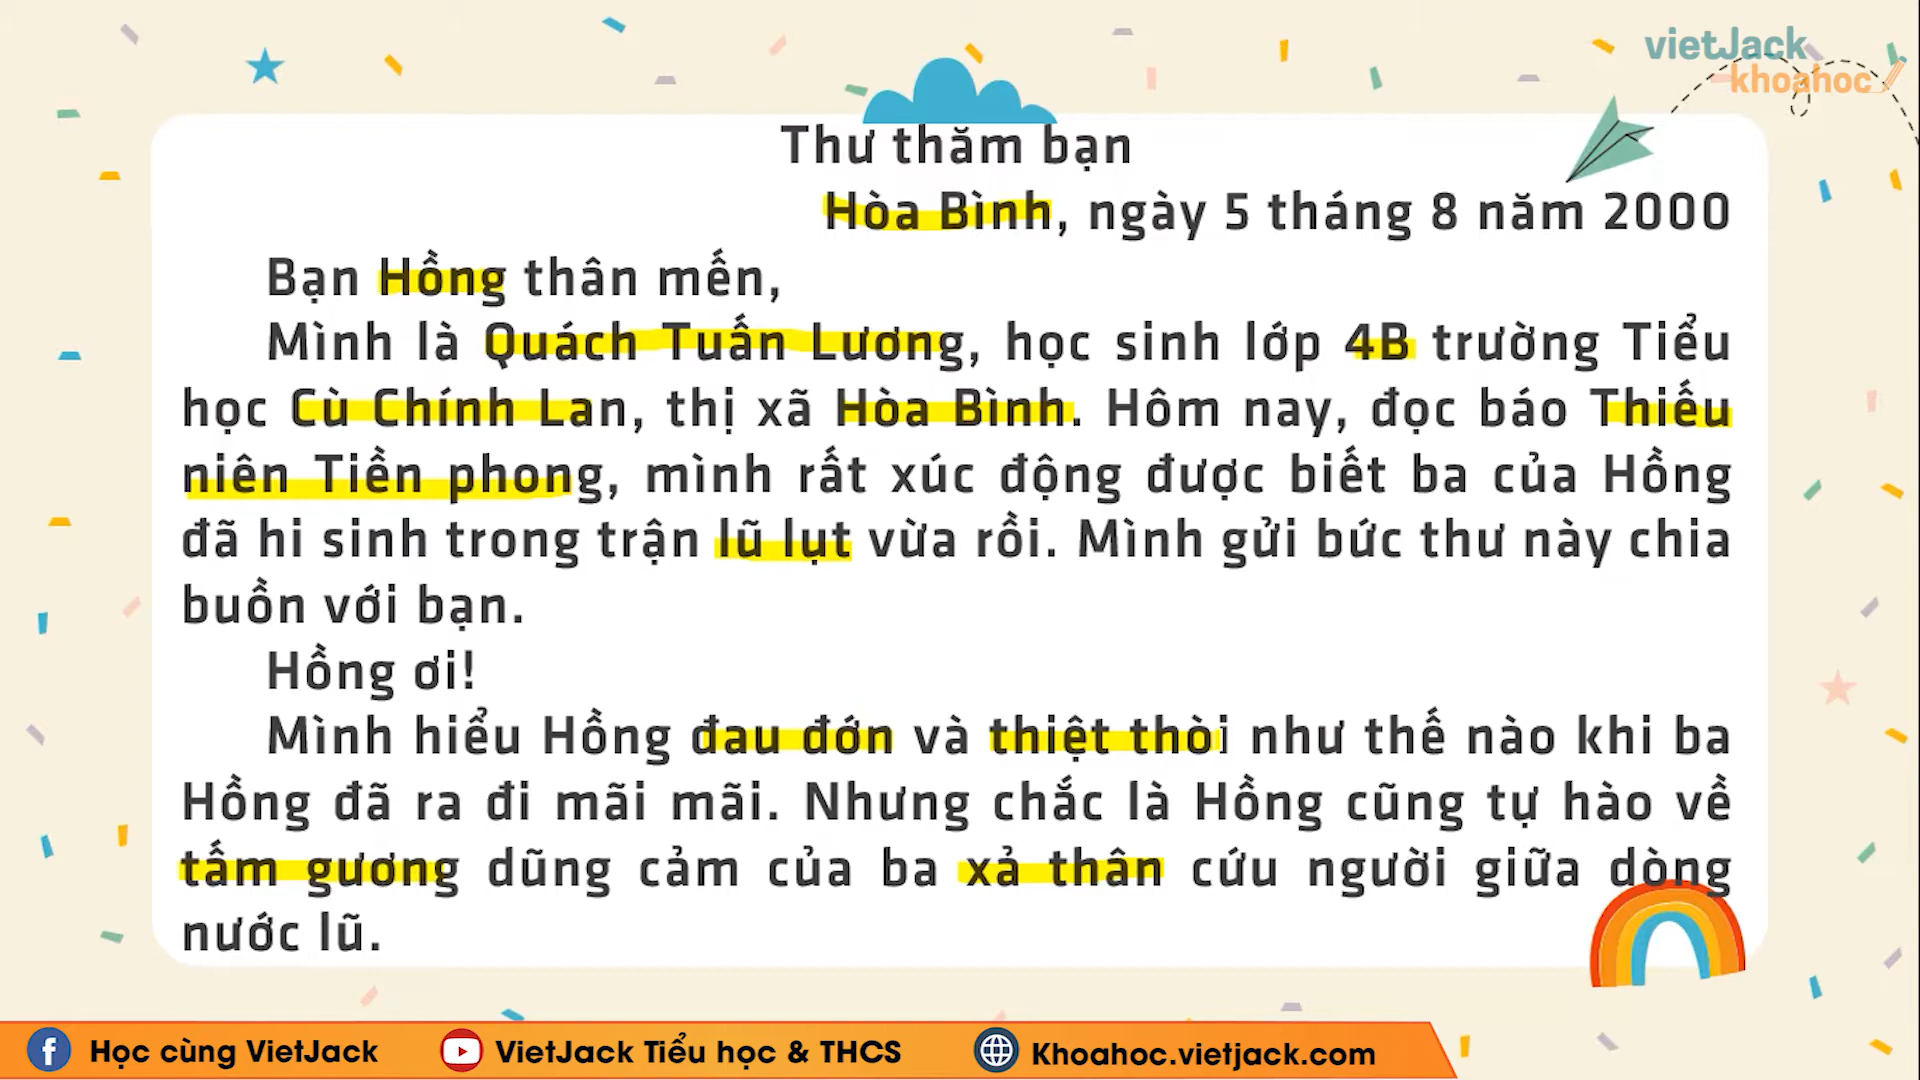 vietJack
khoahoc
Thư thăm bạn
Hòa Bình, ngày 5 tháng 8 năm 2000
Bạn Hồng thân mến,
Mình là Quách Tuấn Lương, học sinh lớp 4B trường Tiểu
học Cù Chính Lan, thị xã Hòa Bình. Hôm nay, đọc báo Thiếu
niên Tiền phong, mình rất xúc động được biết ba của Hồng
đã hi sinh trong trận lũ lụt vừa rồi. Mình gửi bức thư này chia
buồn với bạn.
Hồng ơi!
Mình hiểu Hồng đau đớn và thiệt thòi như thế nào khi ba
Hồng đã ra đi mãi mãi. Nhưng chắc là Hồng cũng tự hào về
tấm gương dũng cảm của ba xả thân cứu người giữa dòng
nước lũ.
Học cùng VietJack
VietJack Tiểu học & THCS
Khoahoc.vietjack.com